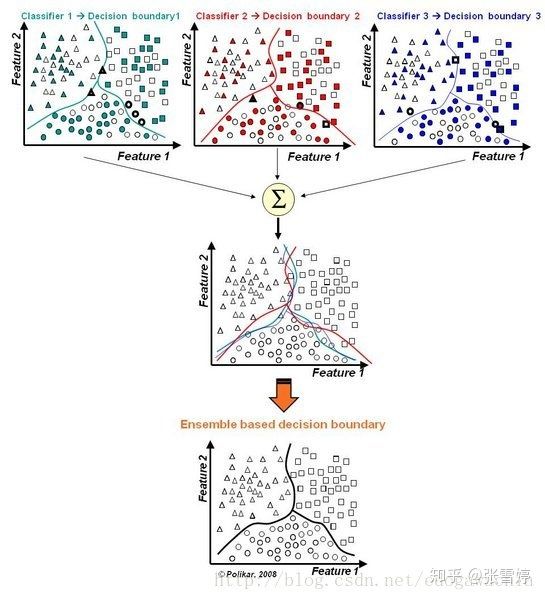 Classifier 1 → Decision boundary1
Classifier 2 → Decision boundary 2
Classifier 3 → Decision boundary 3
Feature 2
Feature 1
Feature 2
Feature 1
Feature 2
Feature 1
Σ
Feature 2
Feature 1
Ensemble based decision boundary
Feature 2
Feature 1
© Polikar, 2008
知乎 @张雪婷